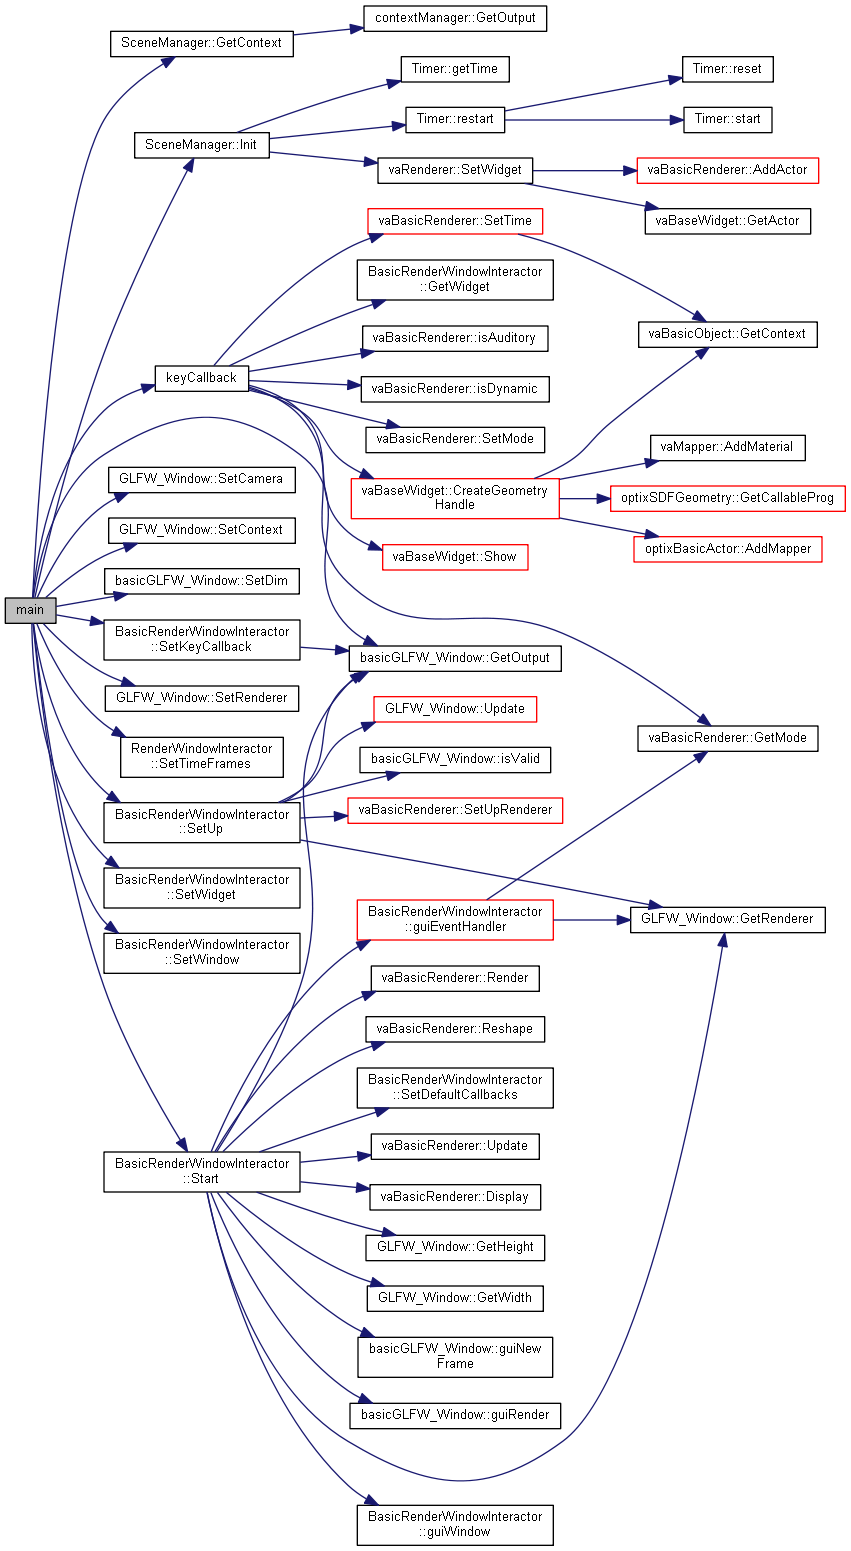 contextManager::GetOutput
SceneManager::GetContext
Timer::getTime
Timer::reset
Timer::restart
Timer::start
SceneManager::Init
vaRenderer::SetWidget
vaBasicRenderer::AddActor
vaBasicRenderer::SetTime
vaBaseWidget::GetActor
BasicRenderWindowInteractor
::GetWidget
vaBasicRenderer::isAuditory
vaBasicObject::GetContext
keyCallback
vaBasicRenderer::isDynamic
vaBasicRenderer::SetMode
vaMapper::AddMaterial
GLFW_Window::SetCamera
vaBaseWidget::CreateGeometry
Handle
optixSDFGeometry::GetCallableProg
GLFW_Window::SetContext
vaBaseWidget::Show
optixBasicActor::AddMapper
basicGLFW_Window::SetDim
main
BasicRenderWindowInteractor
::SetKeyCallback
basicGLFW_Window::GetOutput
GLFW_Window::SetRenderer
GLFW_Window::Update
RenderWindowInteractor
::SetTimeFrames
vaBasicRenderer::GetMode
basicGLFW_Window::isValid
BasicRenderWindowInteractor
::SetUp
vaBasicRenderer::SetUpRenderer
BasicRenderWindowInteractor
::SetWidget
BasicRenderWindowInteractor
::guiEventHandler
GLFW_Window::GetRenderer
BasicRenderWindowInteractor
::SetWindow
vaBasicRenderer::Render
vaBasicRenderer::Reshape
BasicRenderWindowInteractor
::SetDefaultCallbacks
vaBasicRenderer::Update
BasicRenderWindowInteractor
::Start
vaBasicRenderer::Display
GLFW_Window::GetHeight
GLFW_Window::GetWidth
basicGLFW_Window::guiNew
Frame
basicGLFW_Window::guiRender
BasicRenderWindowInteractor
::guiWindow